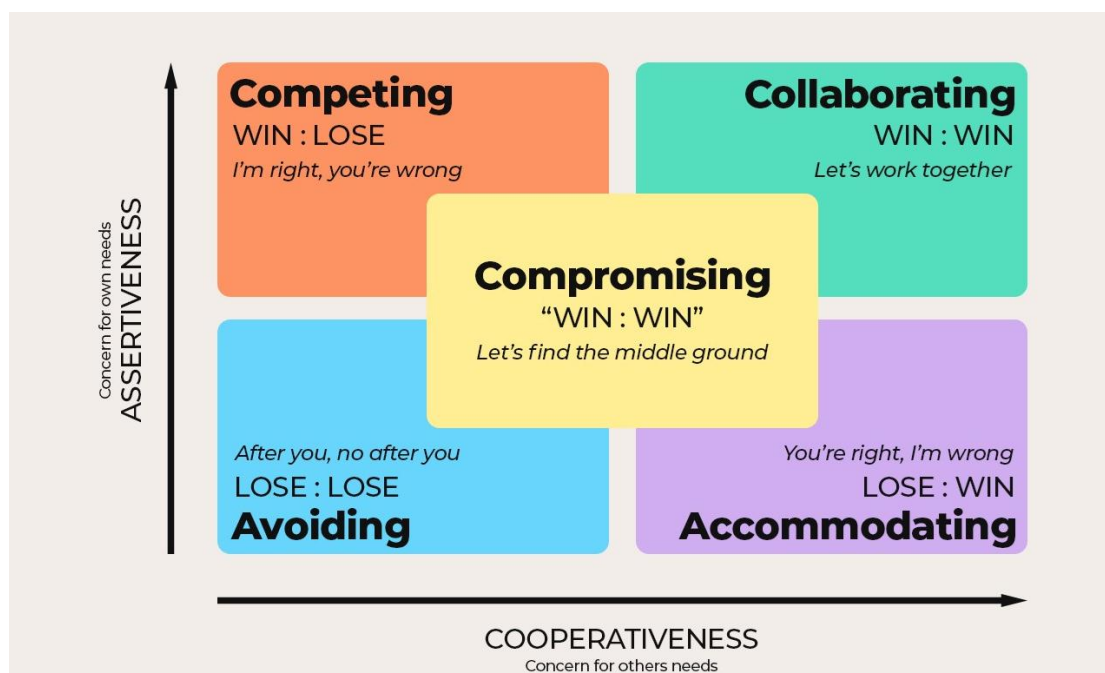 Competing
WIN : LOSE
I'm right, you're wrong
Collaborating
WIN : WIN
Let's work together
Compromising
“WIN : WIN”
Let's find the middle ground
After you, no after you
LOSE : LOSE
Avoiding
You're right, I'm wrong
LOSE : WIN
Accommodating
Concern for own needs
ASSERTIVENESS
COOPERATIVENESS
Concern for others needs